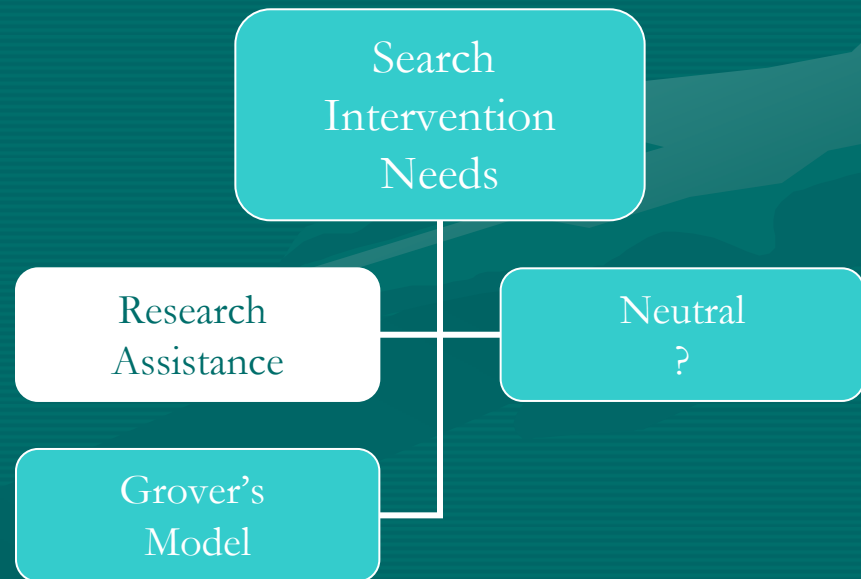 Search
Intervention
Needs
Research
Assistance
Neutral
?
Grover’s
Model